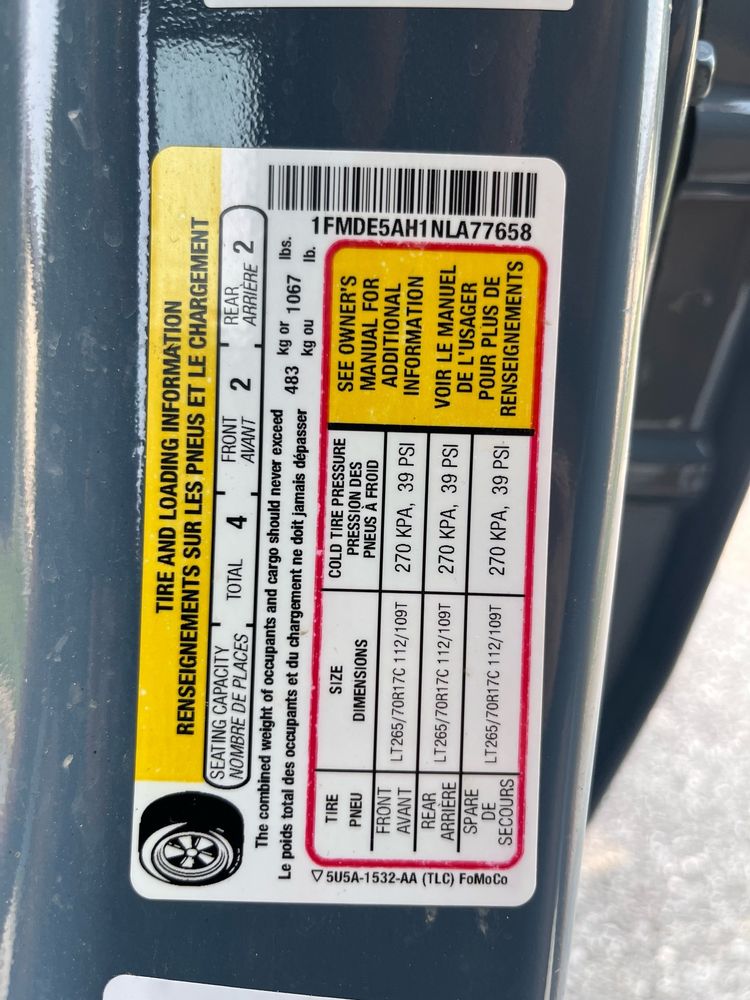 1FMDE5AH1NLA77658
TIRE AND LOADING INFORMATION
RENSEIGNEMENTS SUR LES PNEUS ET LE CHARGEMENT
SEATING CAPACITY TOTAL 4 FRONT 2 REAR 2
NOMBRE DE PLACES AVANT ARRIÈRE
The combined weight of occupants and cargo should never exceed 483 kg or 1067 lbs.
Le poids total des occupants et du chargement ne doit jamais dépasser kg ou lb.
TIRE SIZE COLD TIRE PRESSURE
PNEU DIMENSIONS PRESSION DES
PNEUS À FROID
FRONT
AVANT LT265/70R17C 112/109T 270 KPA, 39 PSI
REAR
ARRIÈRE LT265/70R17C 112/109T 270 KPA, 39 PSI
SPARE
DE
SECOURS LT265/70R17C 112/109T 270 KPA, 39 PSI
SEE OWNER'S
MANUAL FOR
ADDITIONAL
INFORMATION
VOIR LE MANUEL
DE L'USAGER
POUR PLUS DE
RENSEIGNEMENTS
▽ 5U5A-1532-AA (TLC) FoMoCo